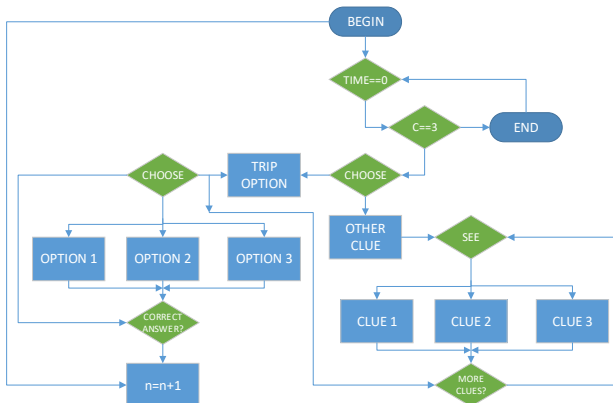 BEGIN
TIME==0
C==3
END
CHOOSE
TRIP
OPTION
CHOOSE
OTHER
CLUE
SEE
OPTION 1
OPTION 2
OPTION 3
CLUE 1
CLUE 2
CLUE 3
CORRECT
ANSWER?
n=n+1
MORE
CLUES?